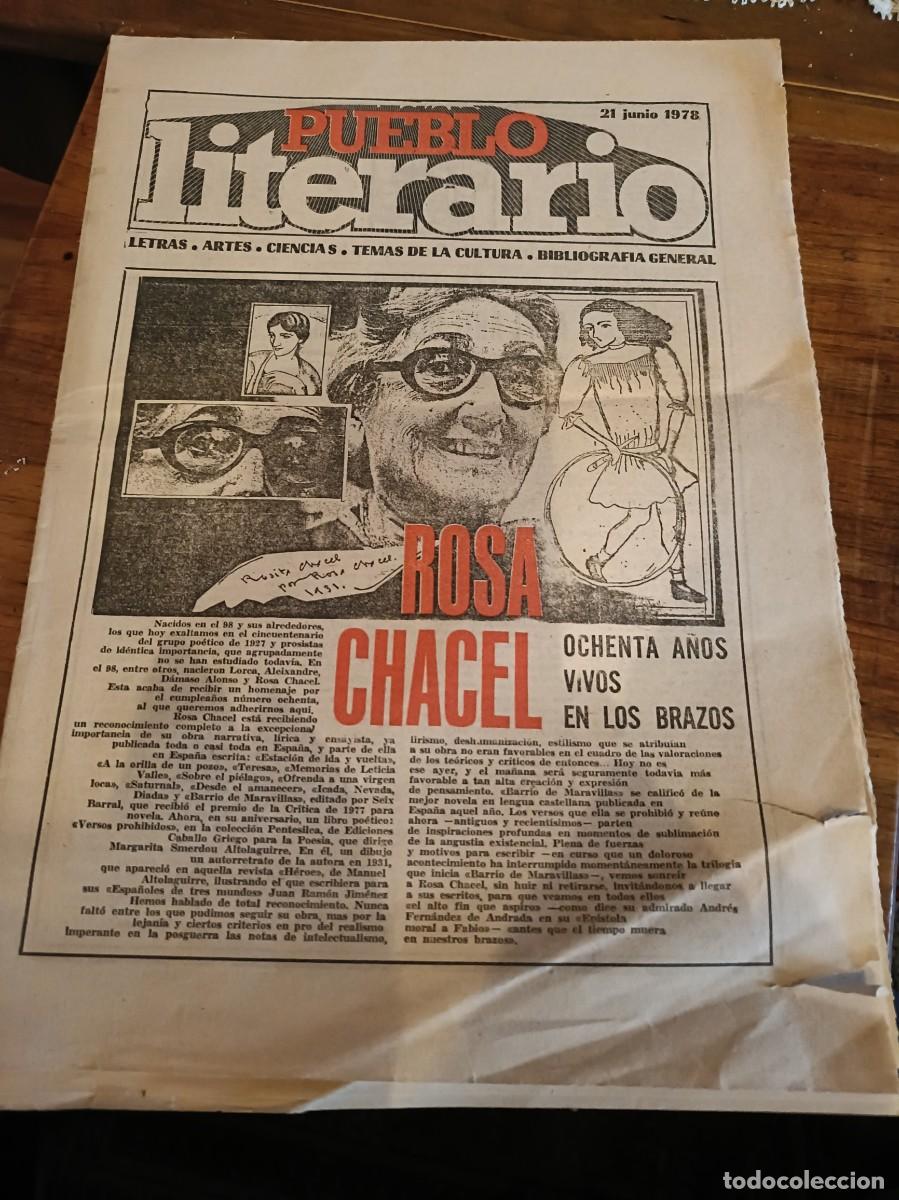 PUEBLO
21 junio 1978
literario
LETRAS • ARTES • CIENCIAS • TEMAS DE LA CULTURA • BIBLIOGRAFIA GENERAL
Rosita Chacel
por Rosa Chacel.
1931.
ROSA
CHACEL
OCHENTA AÑOS
VIVOS
EN LOS BRAZOS
Nacidos en el 98 y sus alrededores,
los que hoy exaltamos en el cincuentenario
del grupo poético de 1927 y prosistas
de idéntica importancia, que agrupadamente
no se han estudiado todavía. En
el 98, entre otros, nacieron Lorca, Aleixandre,
Dámaso Alonso y Rosa Chacel.
Esta acaba de recibir un homenaje por
el cumpleaños número ochenta,
al que queremos adherirnos aquí.
Rosa Chacel está recibiendo
un reconocimiento completo a la excepcional
importancia de su obra narrativa, lírica y ensayista, ya
publicada toda o casi toda en España, y parte de ella
en España escrita: «Estación de ida y vuelta»,
«A la orilla de un pozo», «Teresa», «Memorias de Leticia
Valle», «Sobre el piélago», «Ofrenda a una virgen
loca», «Saturnal», «Desde el amanecer», «Icada, Nevada,
Diada» y «Barrio de Maravillas», editado por Seix
Barral, que recibió el premio de la Crítica de 1977 para
novela. Ahora, en su aniversario, un libro poético:
«Versos prohibidos», en la colección Pentesilea, de Ediciones
Caballo Griego para la Poesía, que dirige
Margarita Smerdou Altolaguirre. En él, un dibujo
un autorretrato de la autora en 1931,
que apareció en aquella revista «Héroe», de Manuel
Altolaguirre, ilustrando el que escribiera para
sus «Españoles de tres mundos» Juan Ramón Jiménez
Hemos hablado de total reconocimiento. Nunca
faltó entre los que pudimos seguir su obra, mas por la
lejanía y ciertos criterios en pro del realismo
imperante en la posguerra las notas de intelectualismo,
lirismo, deshumanización, estilismo que se atribuían
a su obra no eran favorables en el cuadro de las valoraciones
de los teóricos y críticos de entonces... Hoy no es
ese ayer, y el mañana será seguramente todavía más
favorable a tan alta creación y expresión
de pensamiento. «Barrio de Maravillas» se calificó de la
mejor novela en lengua castellana publicada en
España aquel año. Los versos que ella se prohibió y reúne
ahora —antiguos y recientísimos— parten
de inspiraciones profundas en momentos de sublimación
de la angustia existencial. Plena de fuerzas
y motivos para escribir —en curso que un doloroso
acontecimiento ha interrumpido momentáneamente la trilogía
que inicia «Barrio de Maravillas»—, vemos sonreír
a Rosa Chacel, sin huir ni retirarse, invitándonos a llegar
a sus escritos, para que veamos en todos ellos
«el alto fin que aspiro» —como dice su admirado Andrés
Fernández de Andrada en su «Epístola
moral a Fabio»— «antes que el tiempo muera
en nuestros brazos».
todocoleccion